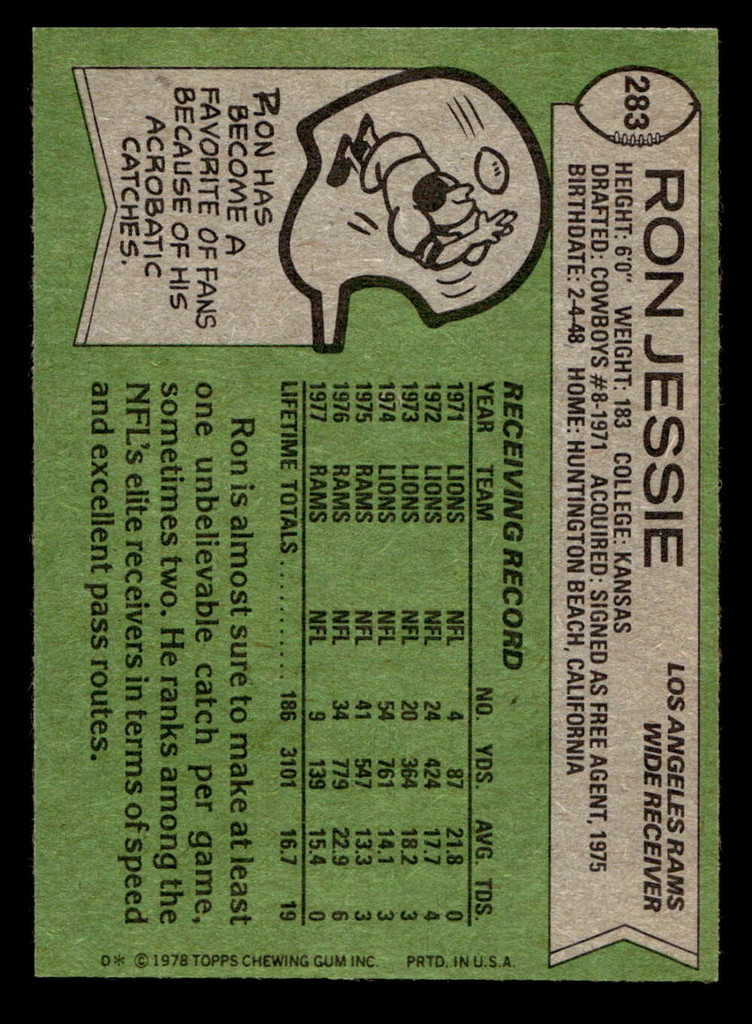 283
RON JESSIE
LOS ANGELES RAMS
WIDE RECEIVER
HEIGHT: 6'0" WEIGHT: 183 COLLEGE: KANSAS
DRAFTED: COWBOYS #8-1971 ACQUIRED: SIGNED AS FREE AGENT, 1975
BIRTHDATE: 2-4-48 HOME: HUNTINGTON BEACH, CALIFORNIA
RON HAS
BECOME A
FAVORITE OF FANS
BECAUSE OF HIS
ACROBATIC
CATCHES.
RECEIVING RECORD
YEAR TEAM NO. YDS. AVG. TDS.
1971 LIONS NFL 4 87 21.8 0
1972 LIONS NFL 24 424 17.7 4
1973 LIONS NFL 20 364 18.2 3
1974 LIONS NFL 54 761 14.1 3
1975 RAMS NFL 41 547 13.3 3
1976 RAMS NFL 34 779 22.9 6
1977 RAMS NFL 9 139 15.4 0
LIFETIME TOTALS............ 186 3101 16.7 19
Ron is almost sure to make at least
one unbelievable catch per game,
sometimes two. He ranks among the
NFL's elite receivers in terms of speed
and excellent pass routes.
D* © 1978 TOPPS CHEWING GUM INC. PRTD. IN U.S.A.